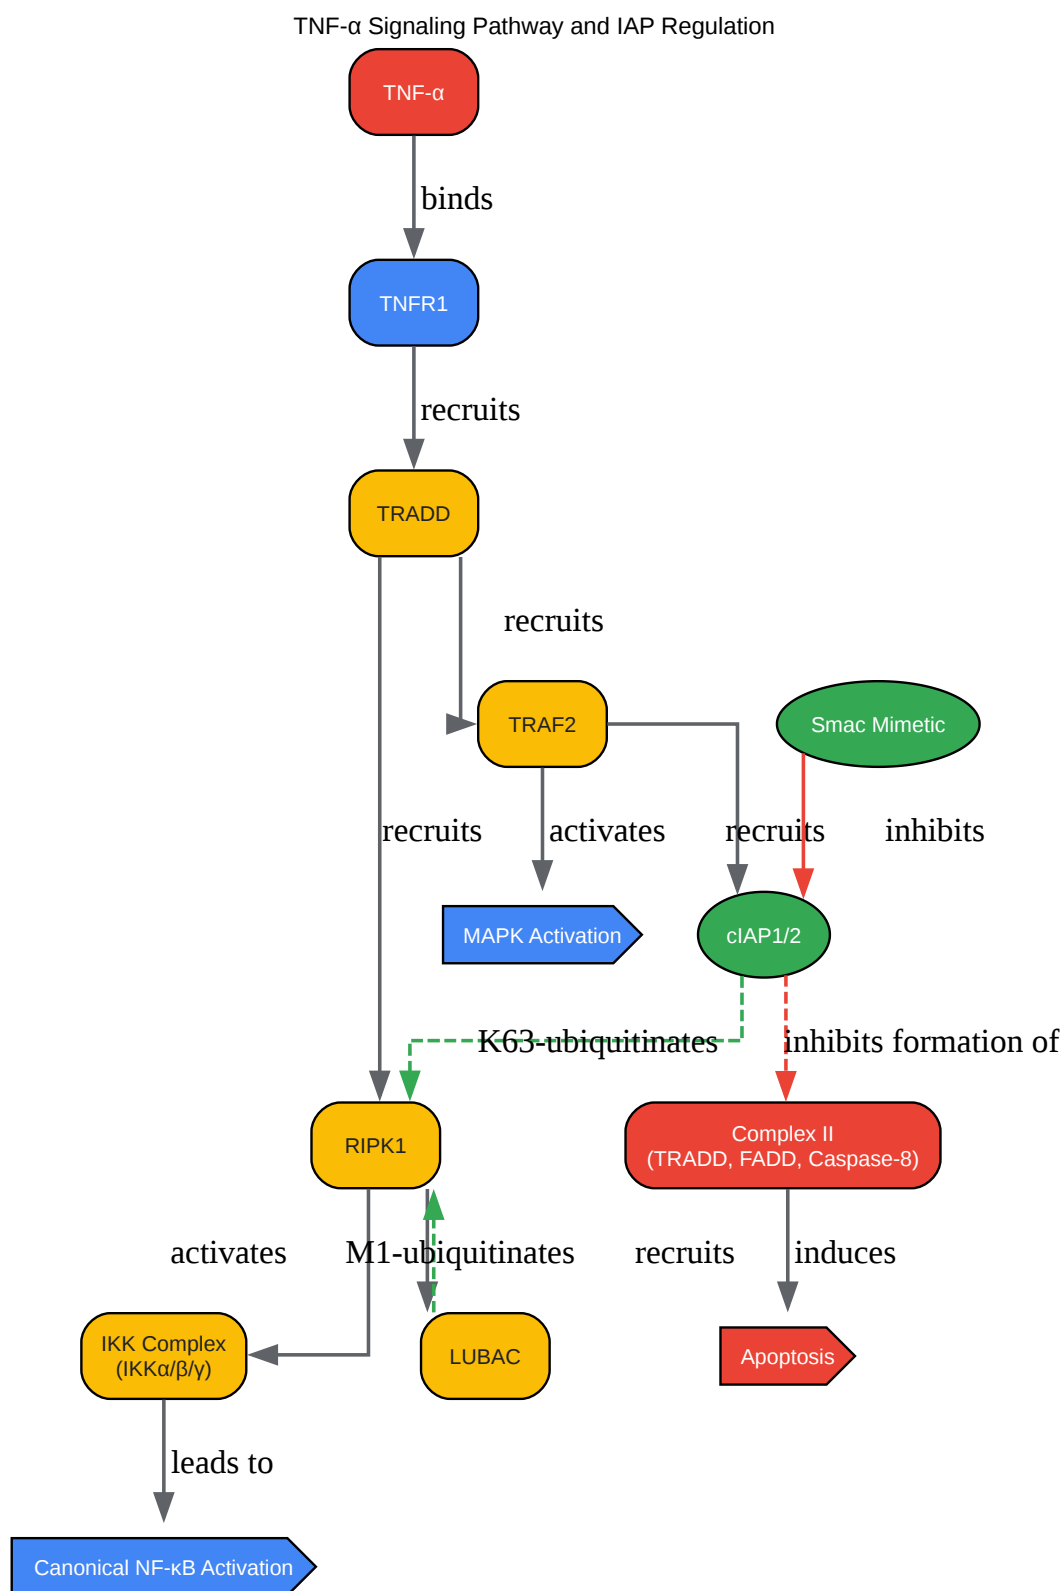 TNF-α Signaling Pathway and IAP Regulation
TNF-α
binds
TNFR1
recruits
TRADD
recruits
TRAF2
Smac Mimetic
recruits
activates
recruits
inhibits
MAPK Activation
cIAP1/2
K63-ubiquitinates
inhibits formation of
RIPK1
Complex II
(TRADD, FADD, Caspase-8)
activates
M1-ubiquitinates
recruits
induces
IKK Complex
(IKKα/β/γ)
LUBAC
Apoptosis
leads to
Canonical NF-κB Activation